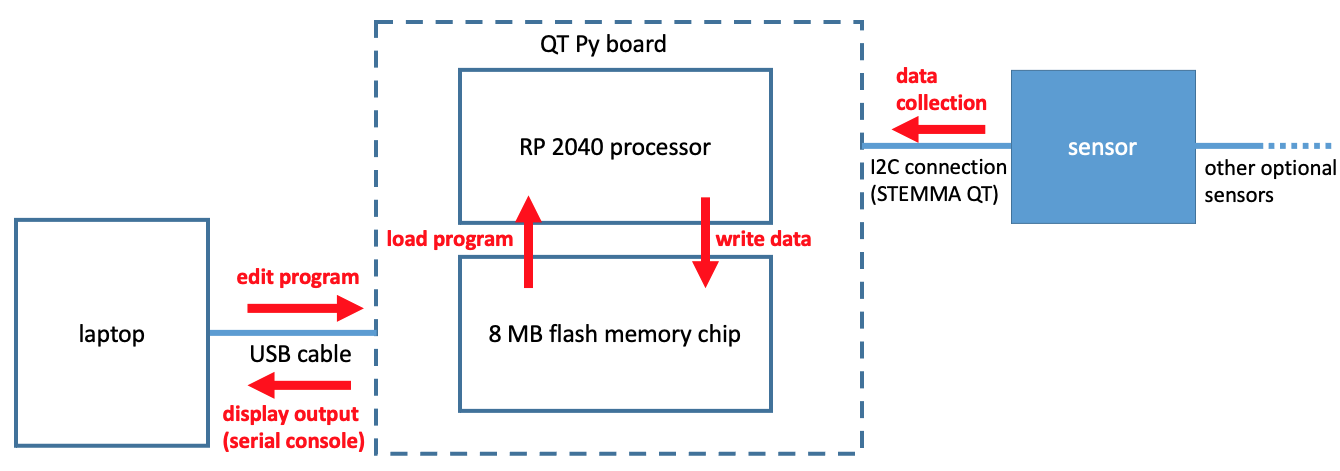 QT Py board
RP 2040 processor
load program
write data
8 MB flash memory chip
laptop
edit program
USB cable
display output
(serial console)
data
collection
I2C connection
(STEMMA QT)
sensor
other optional
sensors